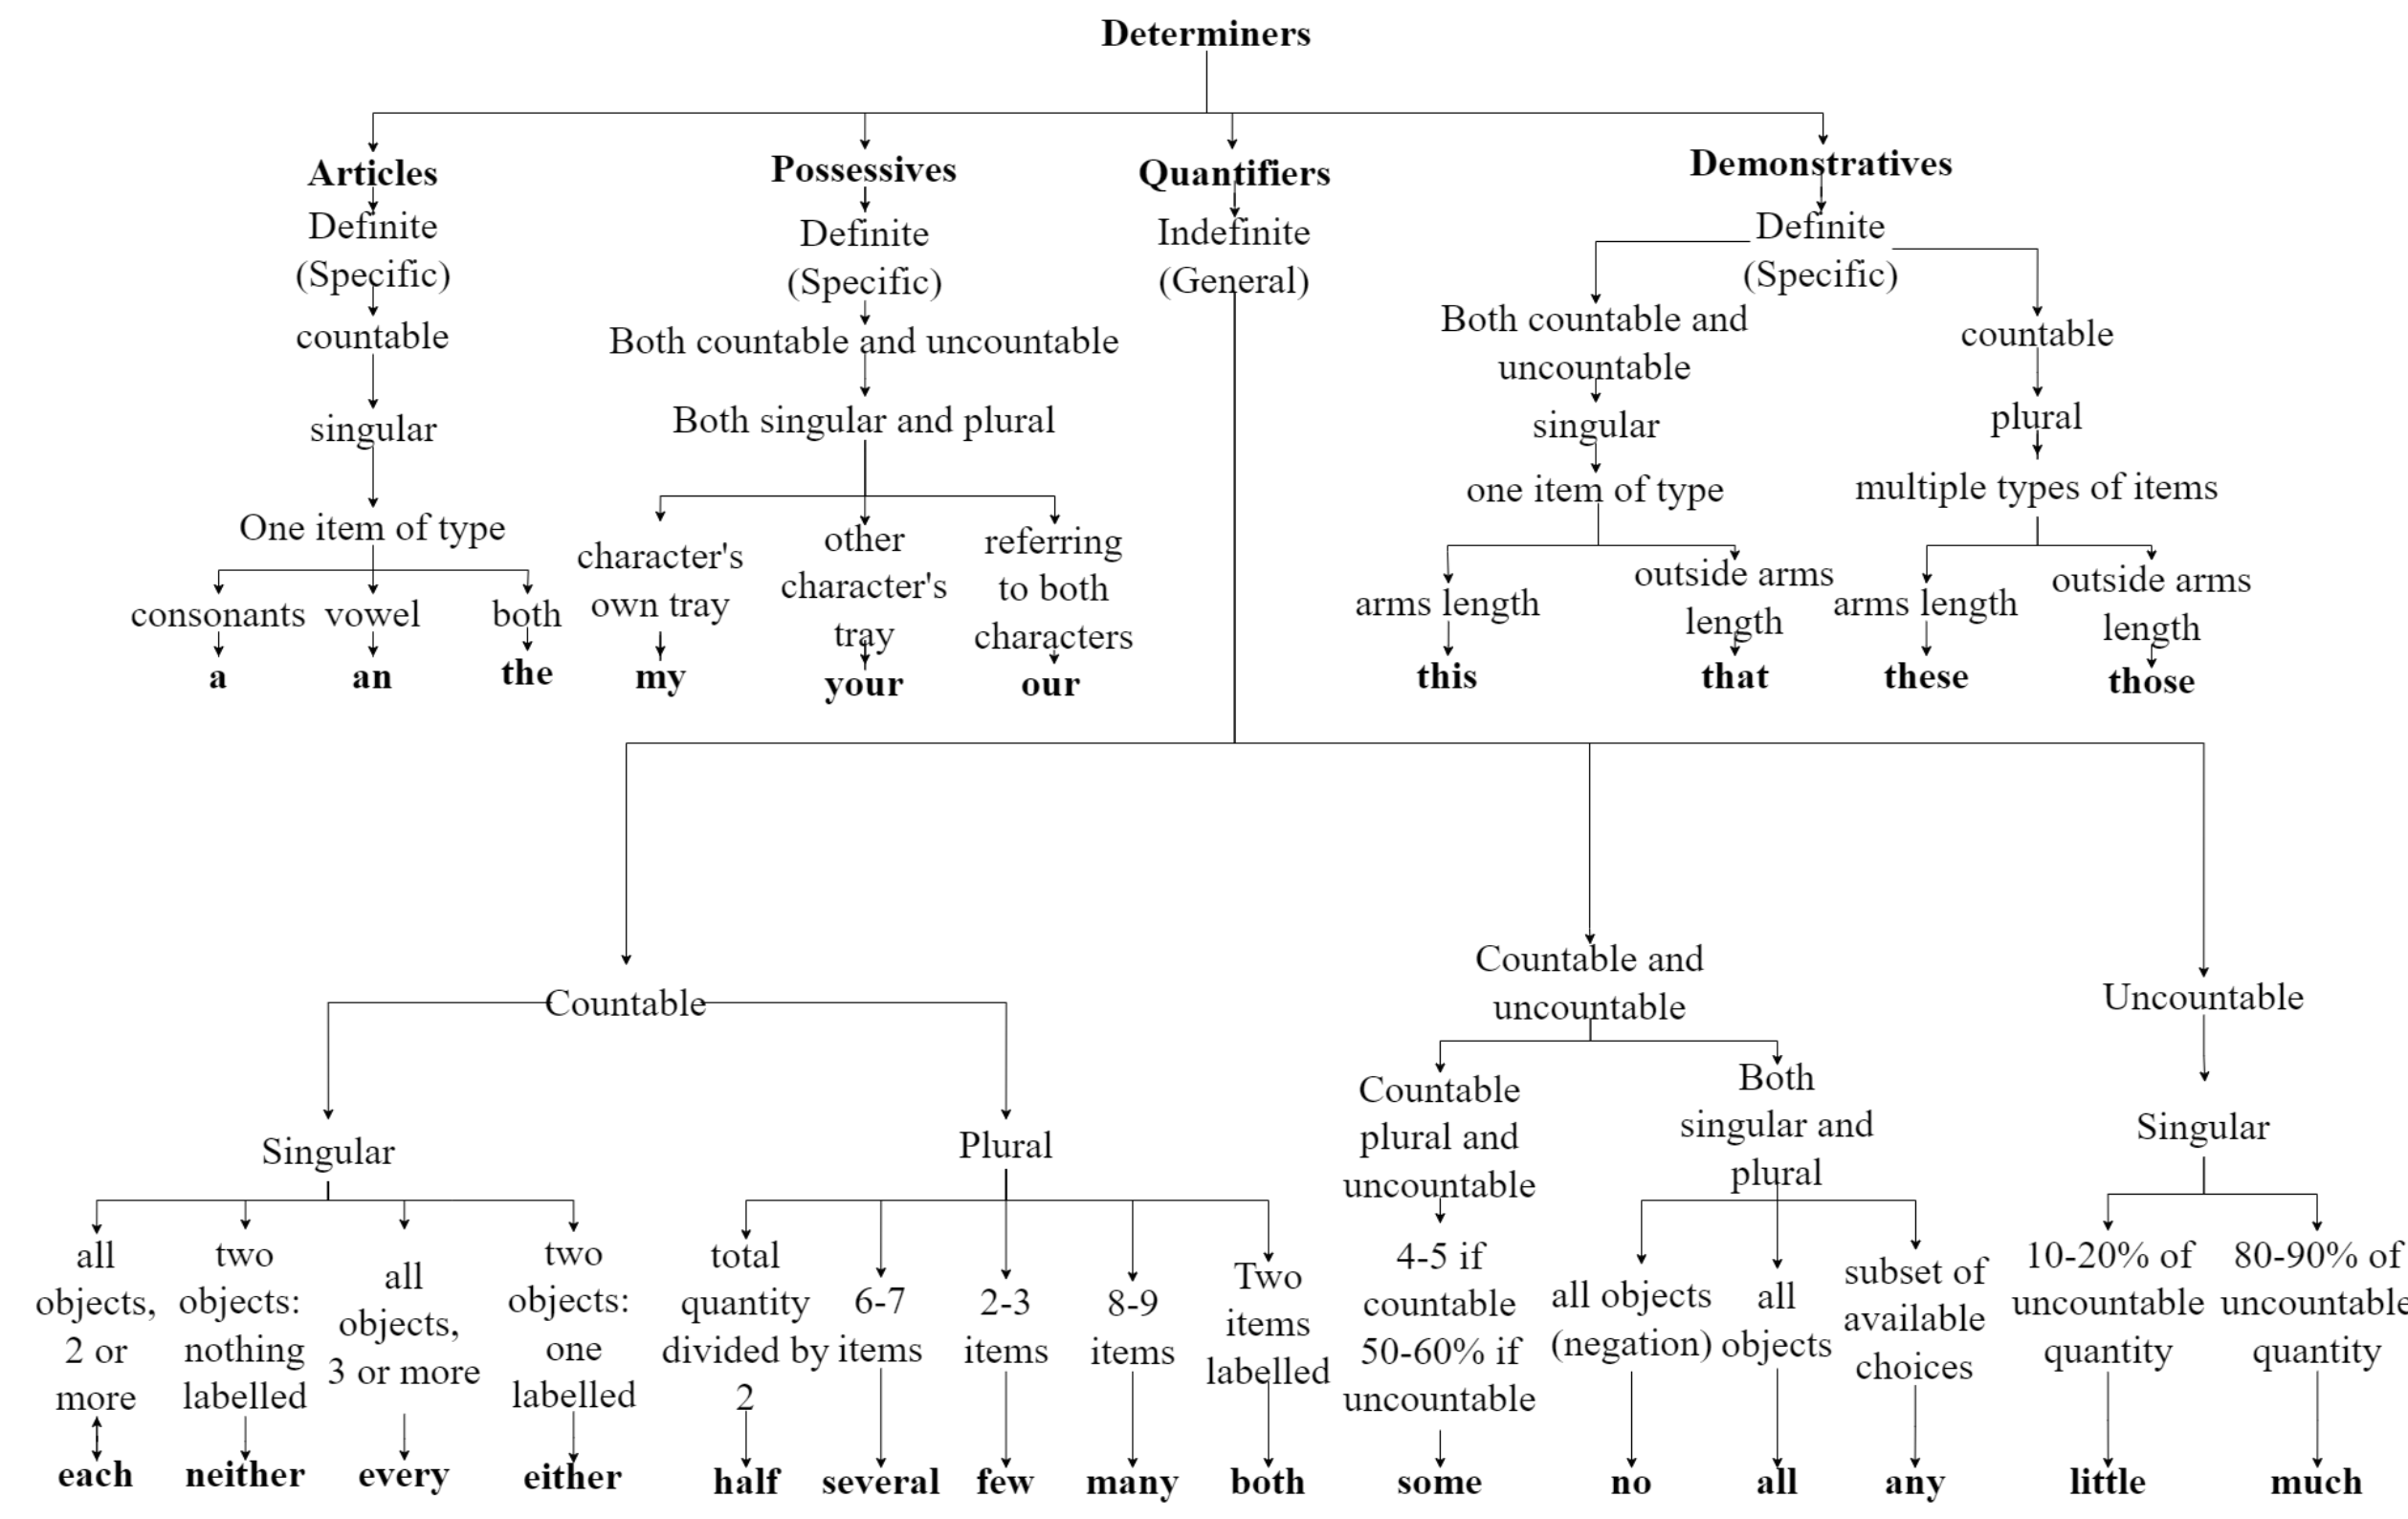 Determiners
Articles
Possessives
Quantifiers
Demonstratives
Definite
(Specific)
countable
singular
One item of type
consonants
vowel
both
a
an
the
Definite
(Specific)
Both countable and uncountable
Both singular and plural
character's
own tray
other
character's
tray
referring
to both
characters
my
your
our
Indefinite
(General)
Definite
(Specific)
Both countable and
uncountable
singular
one item of type
arms length
outside arms
length
this
that
countable
plural
multiple types of items
arms length
outside arms
length
these
those
Countable
Singular
all
objects,
2 or
more
each
two
objects:
nothing
labelled
neither
all
objects,
3 or more
every
two
objects:
one
labelled
either
Plural
total
quantity
divided by
2
half
6-7
items
several
2-3
items
few
8-9
items
many
Two
items
labelled
both
Countable and
uncountable
Countable
plural and
uncountable
4-5 if
countable
50-60% if
uncountable
some
Both
singular and
plural
all objects
(negation)
no
all
objects
all
subset of
available
choices
any
Uncountable
Singular
10-20% of
uncountable
quantity
little
80-90% of
uncountable
quantity
much